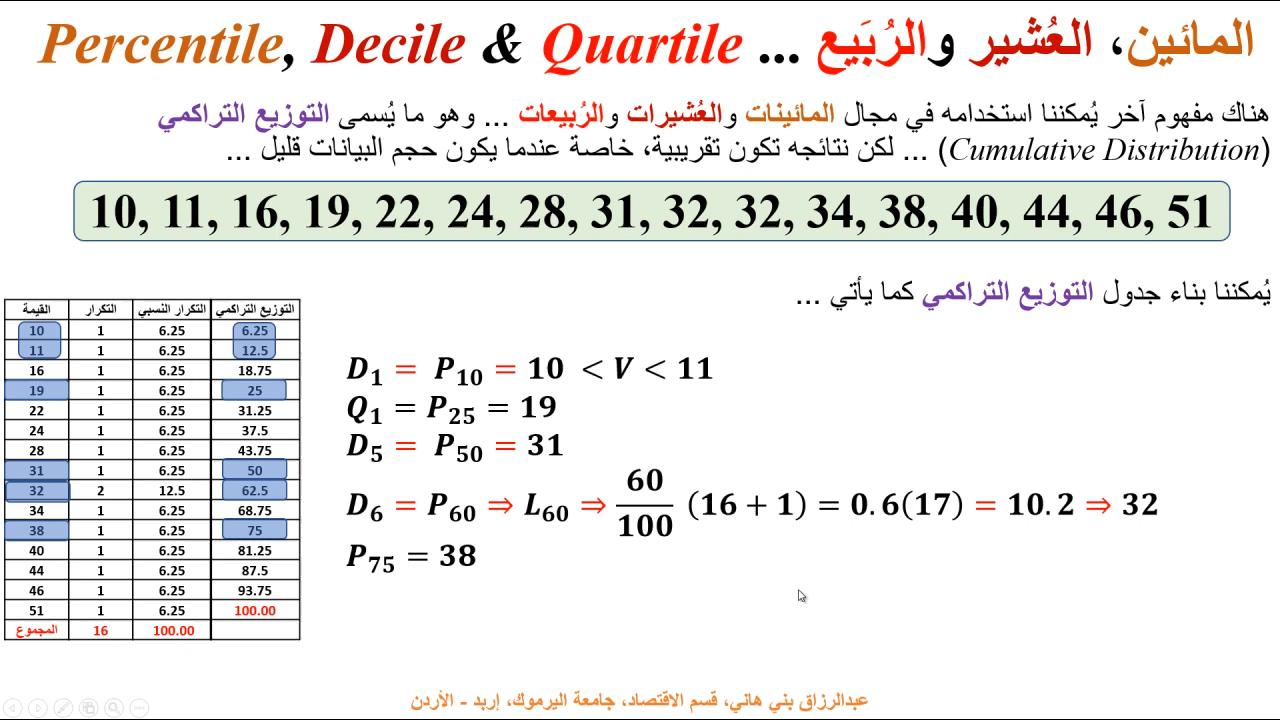 المائين، العُشير والرُبَيع ... Percentile, Decile & Quartile
هناك مفهوم آخر يُمكننا استخدامه في مجال المائينات والعُشيرات والرُبيعات ... وهو ما يُسمى التوزيع التراكمي
(Cumulative Distribution) ... لكن نتائجه تكون تقريبية، خاصة عندما يكون حجم البيانات قليل ...
10, 11, 16, 19, 22, 24, 28, 31, 32, 32, 34, 38, 40, 44, 46, 51
يُمكننا بناء جدول التوزيع التراكمي كما يأتي ...
القيمة التكرار التكرار النسبي التوزيع التراكمي
10 1 6.25 6.25
11 1 6.25 12.5
16 1 6.25 18.75
19 1 6.25 25
22 1 6.25 31.25
24 1 6.25 37.5
28 1 6.25 43.75
31 1 6.25 50
32 2 12.5 62.5
34 1 6.25 68.75
38 1 6.25 75
40 1 6.25 81.25
44 1 6.25 87.5
46 1 6.25 93.75
51 1 6.25 100.00
المجموع 16 100.00
D₁ = P₁₀ = 10 < V < 11
Q₁ = P₂₅ = 19
D₅ = P₅₀ = 31
D₆ = P₆₀ ⇒ L₆₀ ⇒ 60/100 (16 + 1) = 0.6(17) = 10.2 ⇒ 32
P₇₅ = 38
عبدالرزاق بني هاني، قسم الاقتصاد، جامعة اليرموك، إربد - الأردن